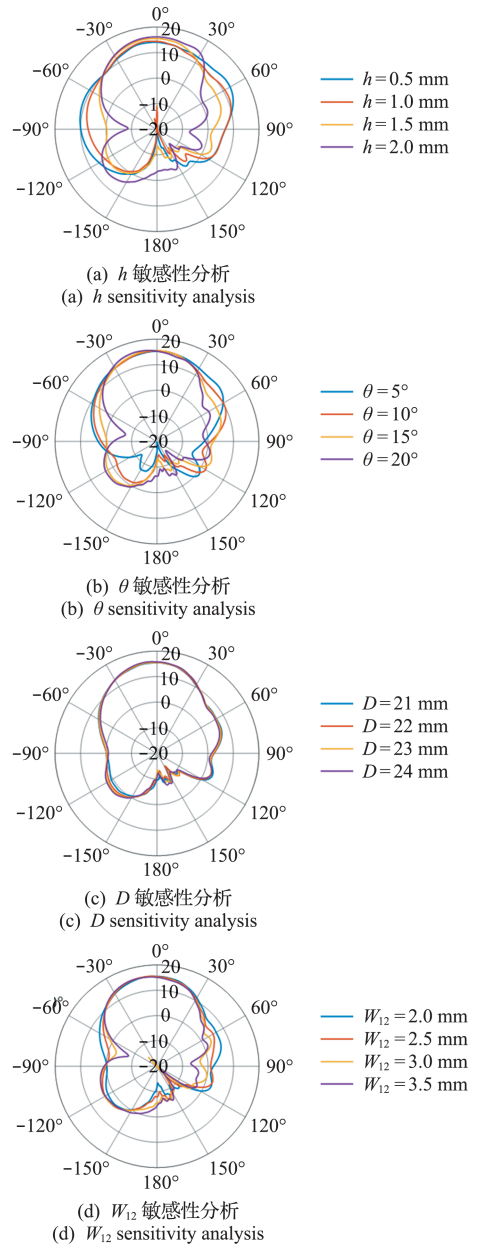 0°
−30° 20 30°
10
−60° 0 60°
−10
−90° −20 90°
−120° 120°
−150° 150°
180°
h=0.5 mm
h=1.0 mm
h=1.5 mm
h=2.0 mm
(a) h 敏感性分析
(a) h sensitivity analysis
0°
−30° 20 30°
10
−60° 0 60°
−10
−90° −20 90°
−120° 120°
−150° 150°
180°
θ=5°
θ=10°
θ=15°
θ=20°
(b) θ 敏感性分析
(b) θ sensitivity analysis
0°
−30° 20 30°
10
−60° 0 60°
−10
−90° −20 90°
−120° 120°
−150° 150°
180°
D=21 mm
D=22 mm
D=23 mm
D=24 mm
(c) D 敏感性分析
(c) D sensitivity analysis
0°
−30° 20 30°
10
−60° 0 60°
−10
−90° −20 90°
−120° 120°
−150° 150°
180°
W12=2.0 mm
W12=2.5 mm
W12=3.0 mm
W12=3.5 mm
(d) W12 敏感性分析
(d) W12 sensitivity analysis